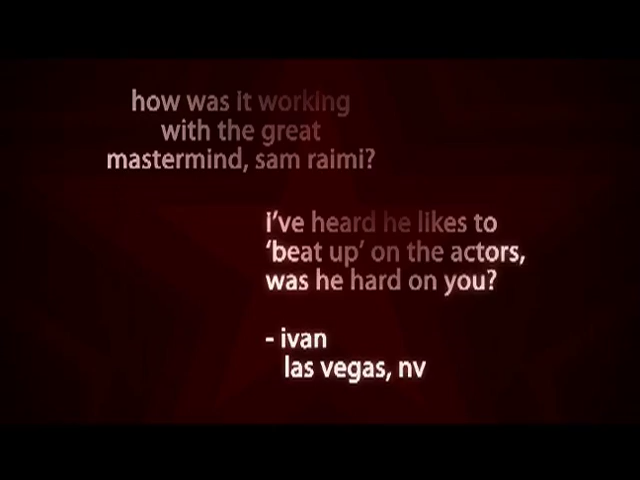 how was it working
with the great
mastermind, sam raimi?
i've heard he likes to
'beat up' on the actors,
was he hard on you?
- ivan
las vegas, nv